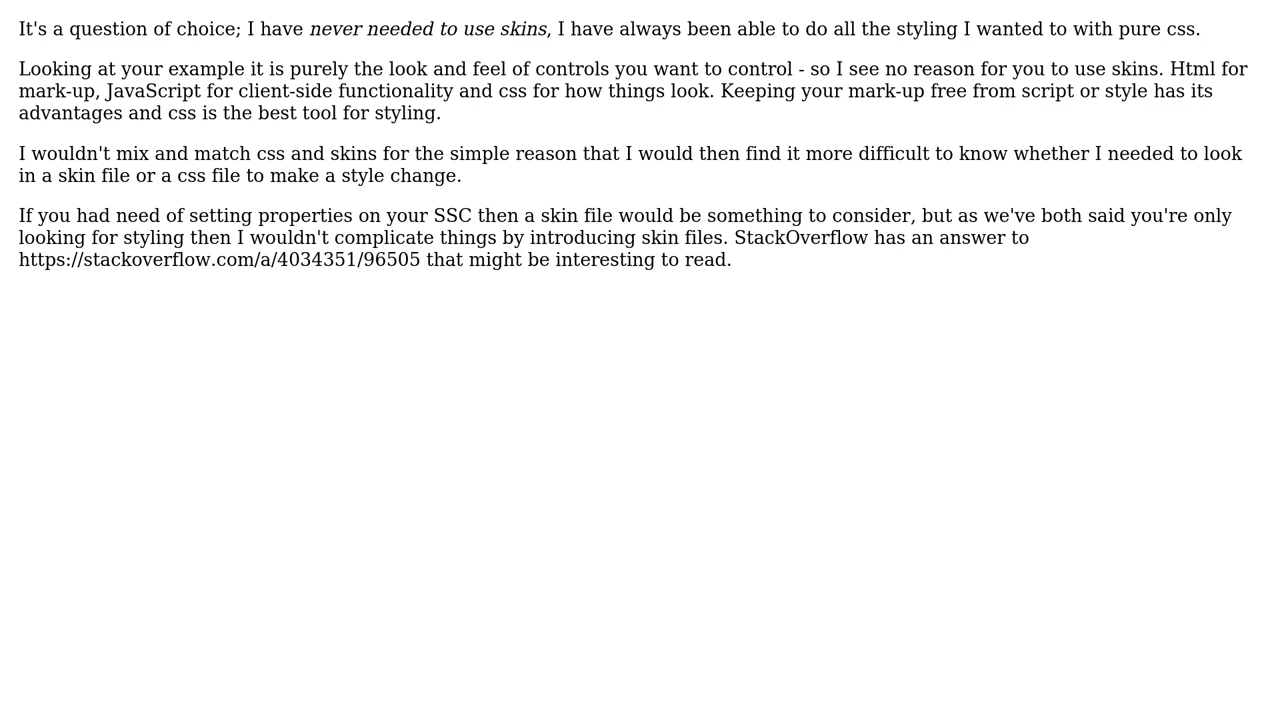 It's a question of choice; I have never needed to use skins, I have always been able to do all the styling I wanted to with pure css.
Looking at your example it is purely the look and feel of controls you want to control - so I see no reason for you to use skins. Html for
mark-up, JavaScript for client-side functionality and css for how things look. Keeping your mark-up free from script or style has its
advantages and css is the best tool for styling.
I wouldn't mix and match css and skins for the simple reason that I would then find it more difficult to know whether I needed to look
in a skin file or a css file to make a style change.
If you had need of setting properties on your SSC then a skin file would be something to consider, but as we've both said you're only
looking for styling then I wouldn't complicate things by introducing skin files. StackOverflow has an answer to
https://stackoverflow.com/a/4034351/96505 that might be interesting to read.